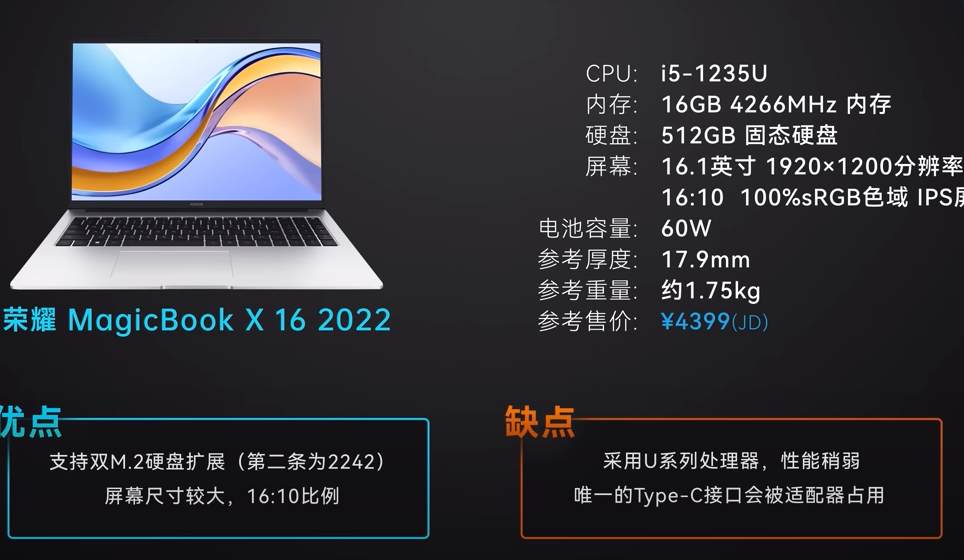 CPU: i5-1235U
内存: 16GB 4266MHz 内存
硬盘: 512GB 固态硬盘
屏幕: 16.1英寸 1920×1200分辨率
16:10 100%sRGB色域 IPS
电池容量: 60W
参考厚度: 17.9mm
参考重量: 约1.75kg
参考售价: ¥4399(JD)
荣耀 MagicBook X 16 2022
优点
支持双M.2硬盘扩展（第二条为2242）
屏幕尺寸较大，16:10比例
缺点
采用U系列处理器，性能稍弱
唯一的Type-C接口会被适配器占用